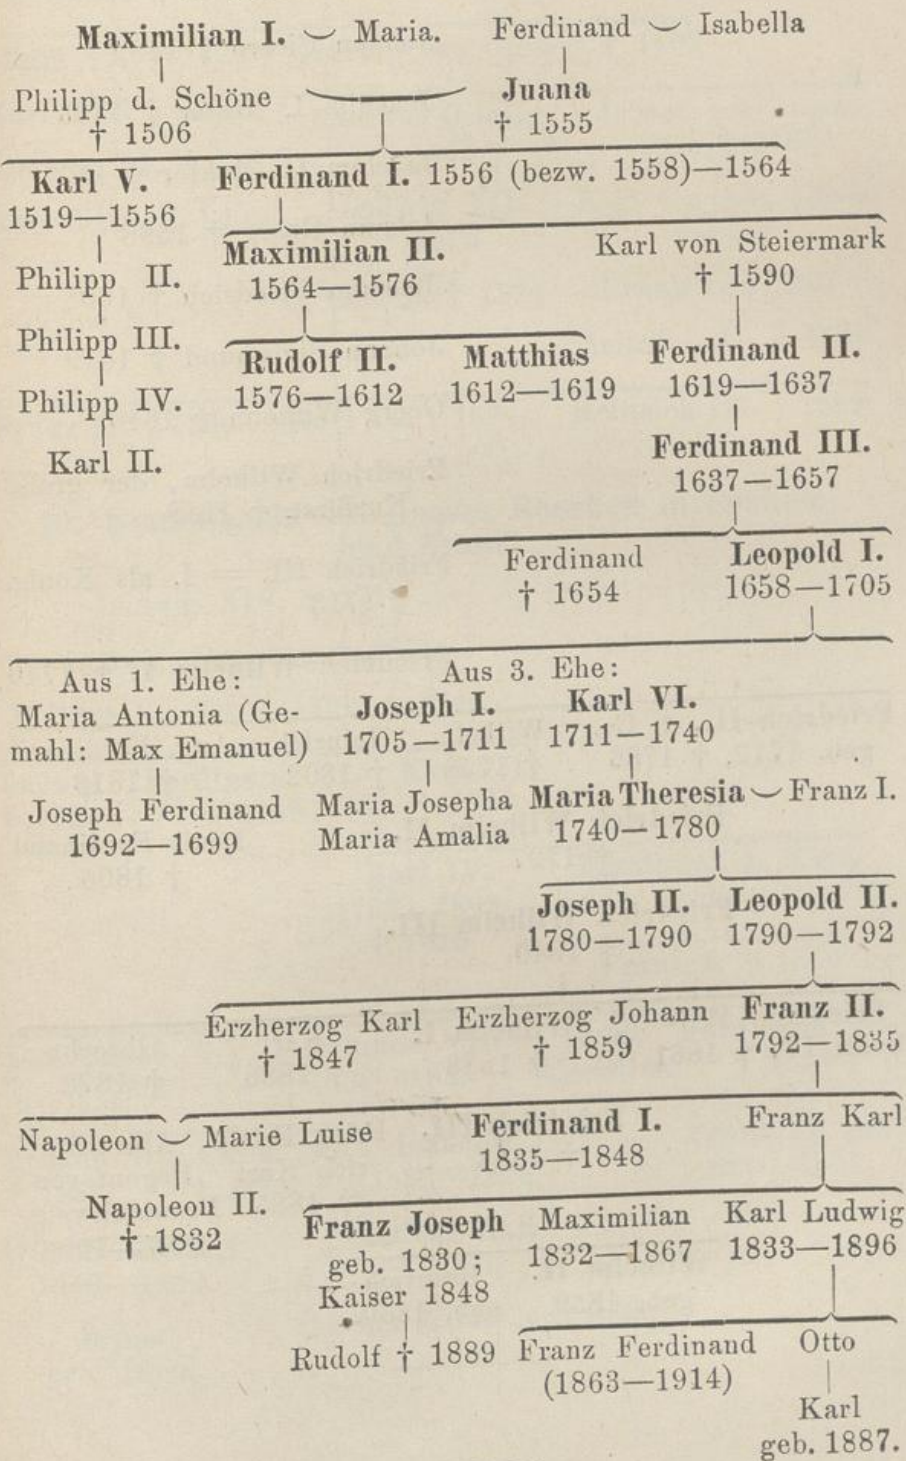 Maximilian I. ⏝ Maria. Ferdinand ⏝ Isabella
Philipp d. Schöne Juana
† 1506 † 1555
Karl V. Ferdinand I. 1556 (bezw. 1558)—1564
1519—1556
Maximilian II. Karl von Steiermark
Philipp II. 1564—1576 † 1590
Philipp III. Rudolf II. Matthias Ferdinand II.
Philipp IV. 1576—1612 1612—1619 1619—1637
Karl II. Ferdinand III.
1637—1657
Ferdinand Leopold I.
† 1654 1658—1705
Aus 1. Ehe: Aus 3. Ehe:
Maria Antonia (Ge- Joseph I. Karl VI.
mahl: Max Emanuel) 1705—1711 1711—1740
Joseph Ferdinand Maria Josepha Maria Theresia ⏝ Franz I.
1692—1699 Maria Amalia 1740—1780
Joseph II. Leopold II.
1780—1790 1790—1792
Erzherzog Karl Erzherzog Johann Franz II.
† 1847 † 1859 1792—1835
Napoleon ⏝ Marie Luise Ferdinand I. Franz Karl
1835—1848
Napoleon II. Franz Joseph Maximilian Karl Ludwig
† 1832 geb. 1830; 1832—1867 1833—1896
Kaiser 1848
Rudolf † 1889 Franz Ferdinand Otto
(1863—1914)
Karl
geb. 1887.